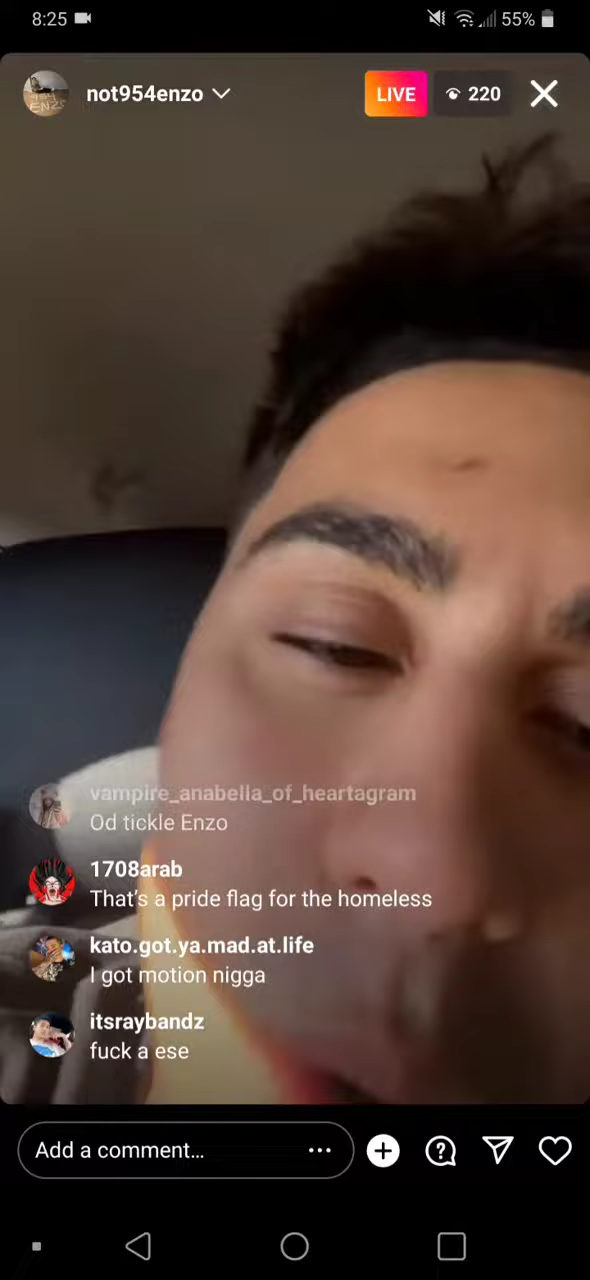 8:25
55%
not954enzo
LIVE
220
vampire_anabella_of_heartagram
Od tickle Enzo
1708arab
That's a pride flag for the homeless
kato.got.ya.mad.at.life
I got motion nigga
itsraybandz
fuck a ese
Add a comment...